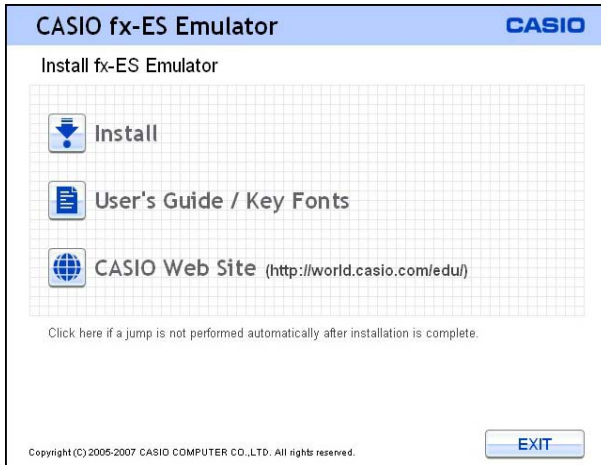 CASIO fx-ES Emulator
CASIO
Install fx-ES Emulator
Install
User's Guide / Key Fonts
CASIO Web Site (http://world.casio.com/edu/)
Click here if a jump is not performed automatically after installation is complete.
Copyright (C) 2005-2007 CASIO COMPUTER CO.,LTD. All rights reserved.
EXIT